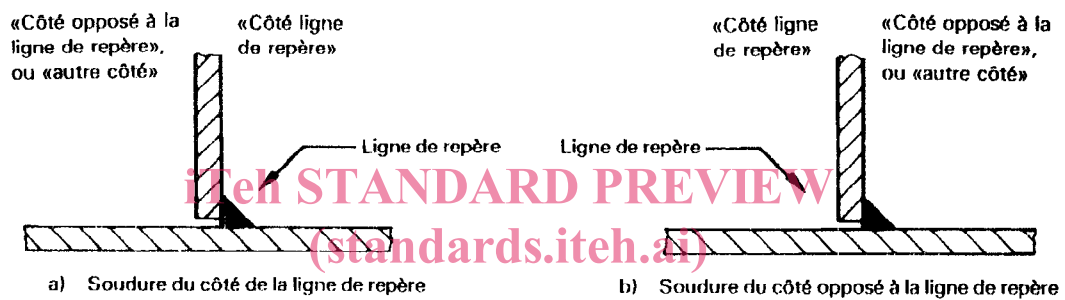 «Côté opposé à la
ligne de repère»,
ou «autre côté»
«Côté ligne
de repère»
«Côté ligne
de repère»
«Côté opposé à la
ligne de repère»,
ou «autre côté»
Ligne de repère
Ligne de repère
iTeh STANDARD PREVIEW
(standards.iteh.ai)
a) Soudure du côté de la ligne de repère
b) Soudure du côté opposé à la ligne de repère